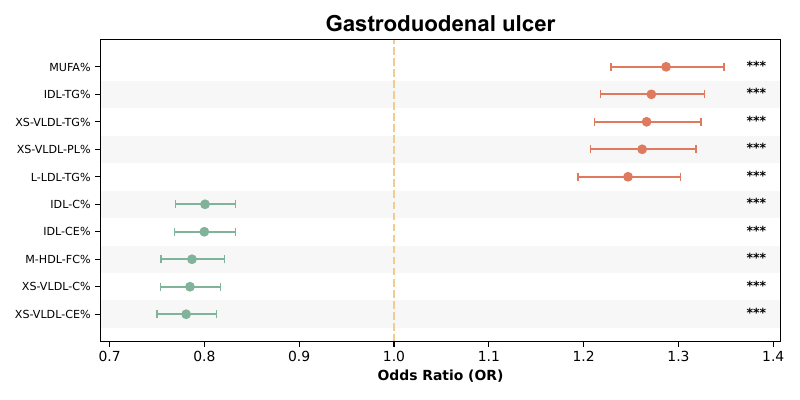 Gastroduodenal ulcer
MUFA% ***
IDL-TG% ***
XS-VLDL-TG% ***
XS-VLDL-PL% ***
L-LDL-TG% ***
IDL-C% ***
IDL-CE% ***
M-HDL-FC% ***
XS-VLDL-C% ***
XS-VLDL-CE% ***
0.7 0.8 0.9 1.0 1.1 1.2 1.3 1.4
Odds Ratio (OR)